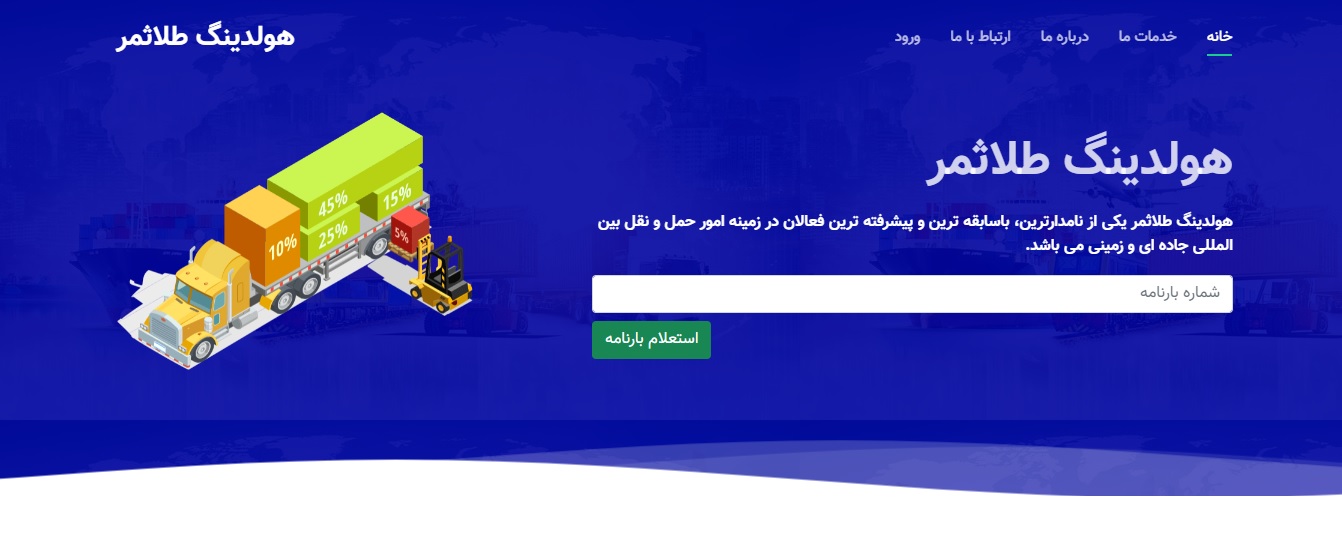 خانه
خدمات ما
درباره ما
ارتباط با ما
ورود
هولدینگ طلاثمر
هولدینگ طلاثمر
هولدینگ طلاثمر یکی از نامدارترین، باسابقه ترین و پیشرفته ترین فعالان در زمینه امور حمل و نقل بین
المللی جاده ای و زمینی می باشد.
شماره بارنامه
استعلام بارنامه
45%
15%
25%
10%
5%